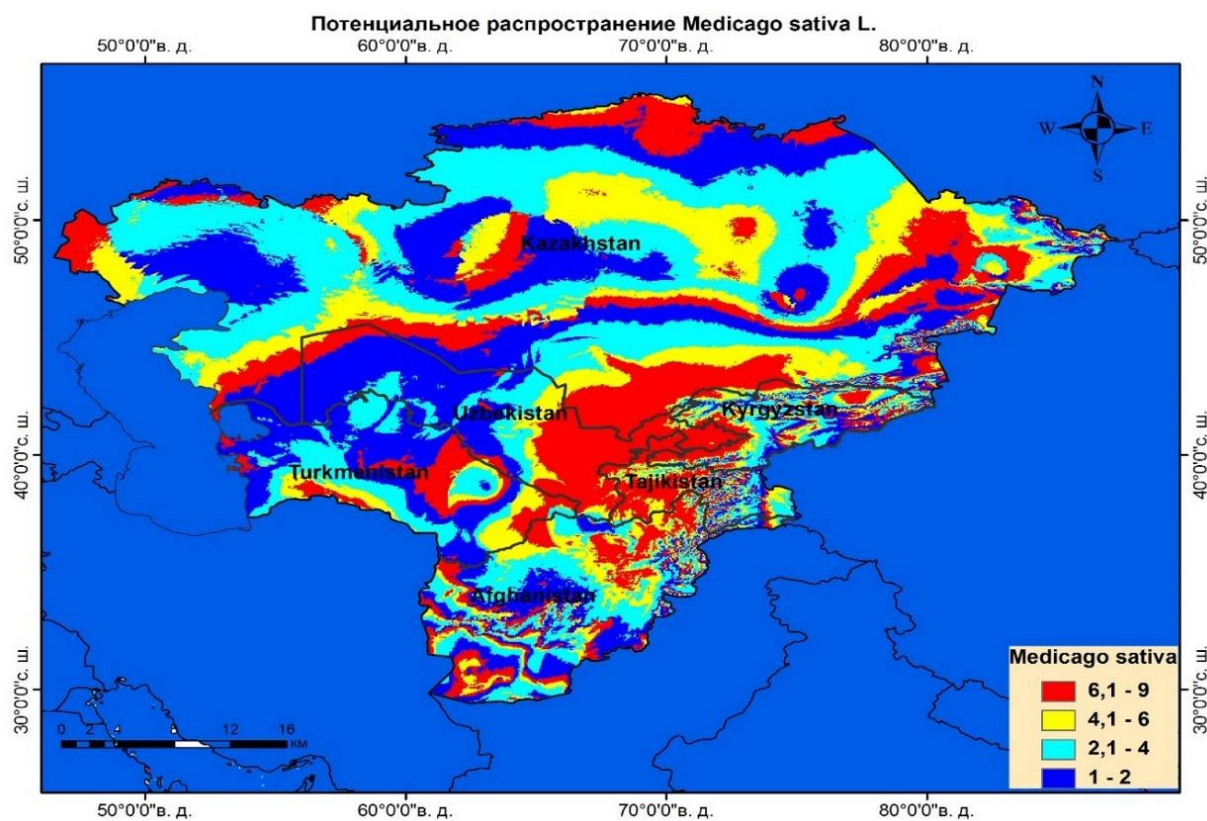 Потенциальное распространение Medicago sativa L.
50°0'0"в. д. 60°0'0"в. д. 70°0'0"в. д. 80°0'0"в. д.
N
W E
S
50°0'0"с. ш. 50°0'0"с. ш.
Kazakhstan
Uzbekistan Kyrgyzstan
40°0'0"с. ш. Turkmenistan Tajikistan 40°0'0"с. ш.
Afghanistan
30°0'0"с. ш. 30°0'0"с. ш.
Medicago sativa
6,1 - 9
4,1 - 6
2,1 - 4
1 - 2
0 2 4 8 12 16
км
50°0'0"в. д. 60°0'0"в. д. 70°0'0"в. д. 80°0'0"в. д.